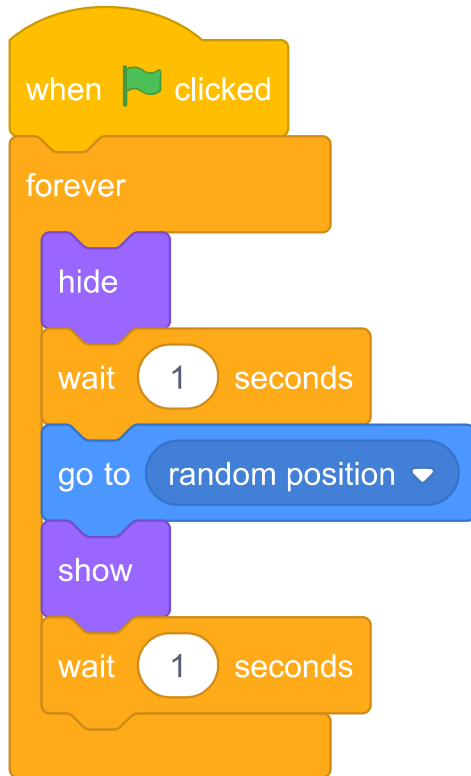 when clicked
forever
hide
wait 1 seconds
go to random position
show
wait 1 seconds